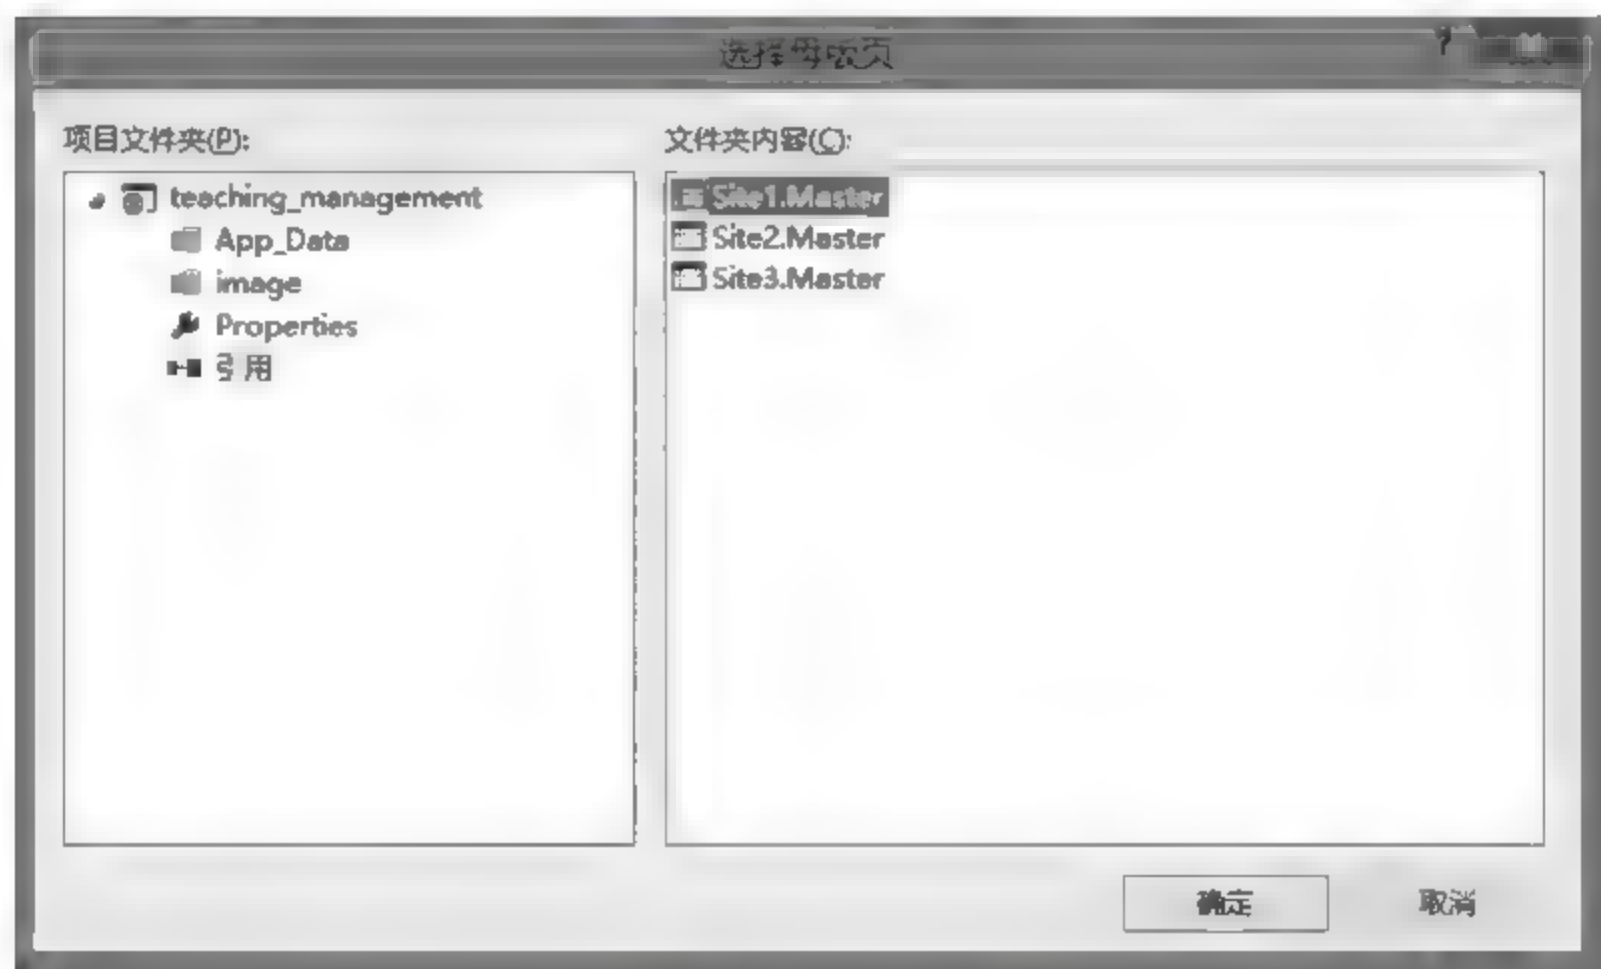 选择母版页
项目文件夹(P):
文件夹内容(C):
teaching_management
App_Data
image
Properties
引用
Site1.Master
Site2.Master
Site3.Master
确定
取消